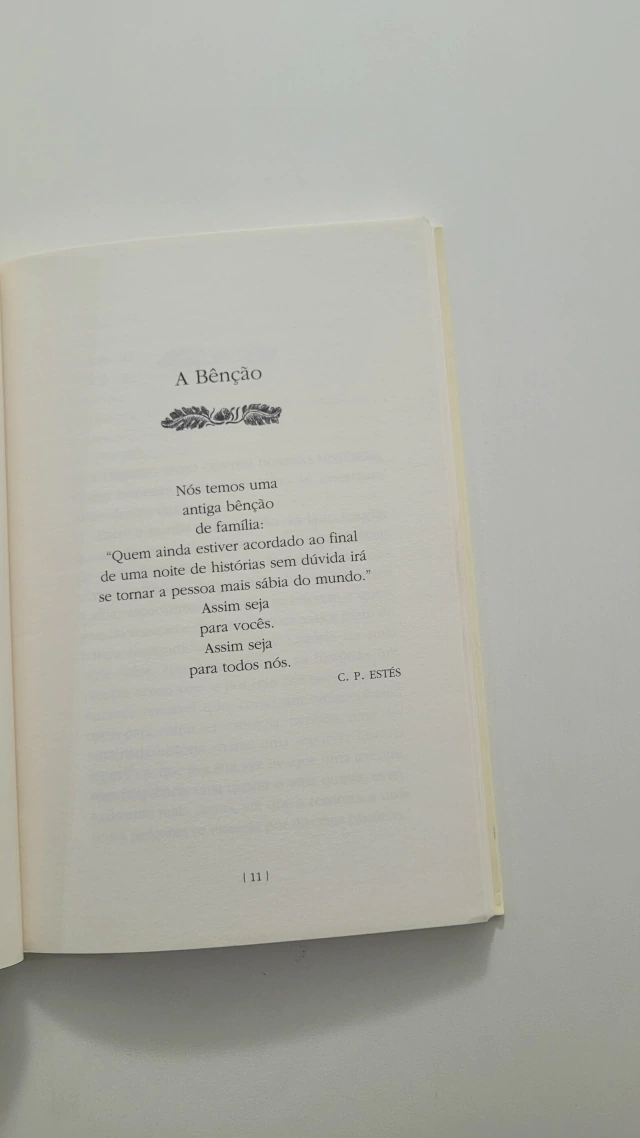 A Bênção
Nós temos uma
antiga bênção
de família:
“Quem ainda estiver acordado ao final
de uma noite de histórias sem dúvida irá
se tornar a pessoa mais sábia do mundo.”
Assim seja
para vocês.
Assim seja
para todos nós.
C. P. ESTÉS
| 11 |